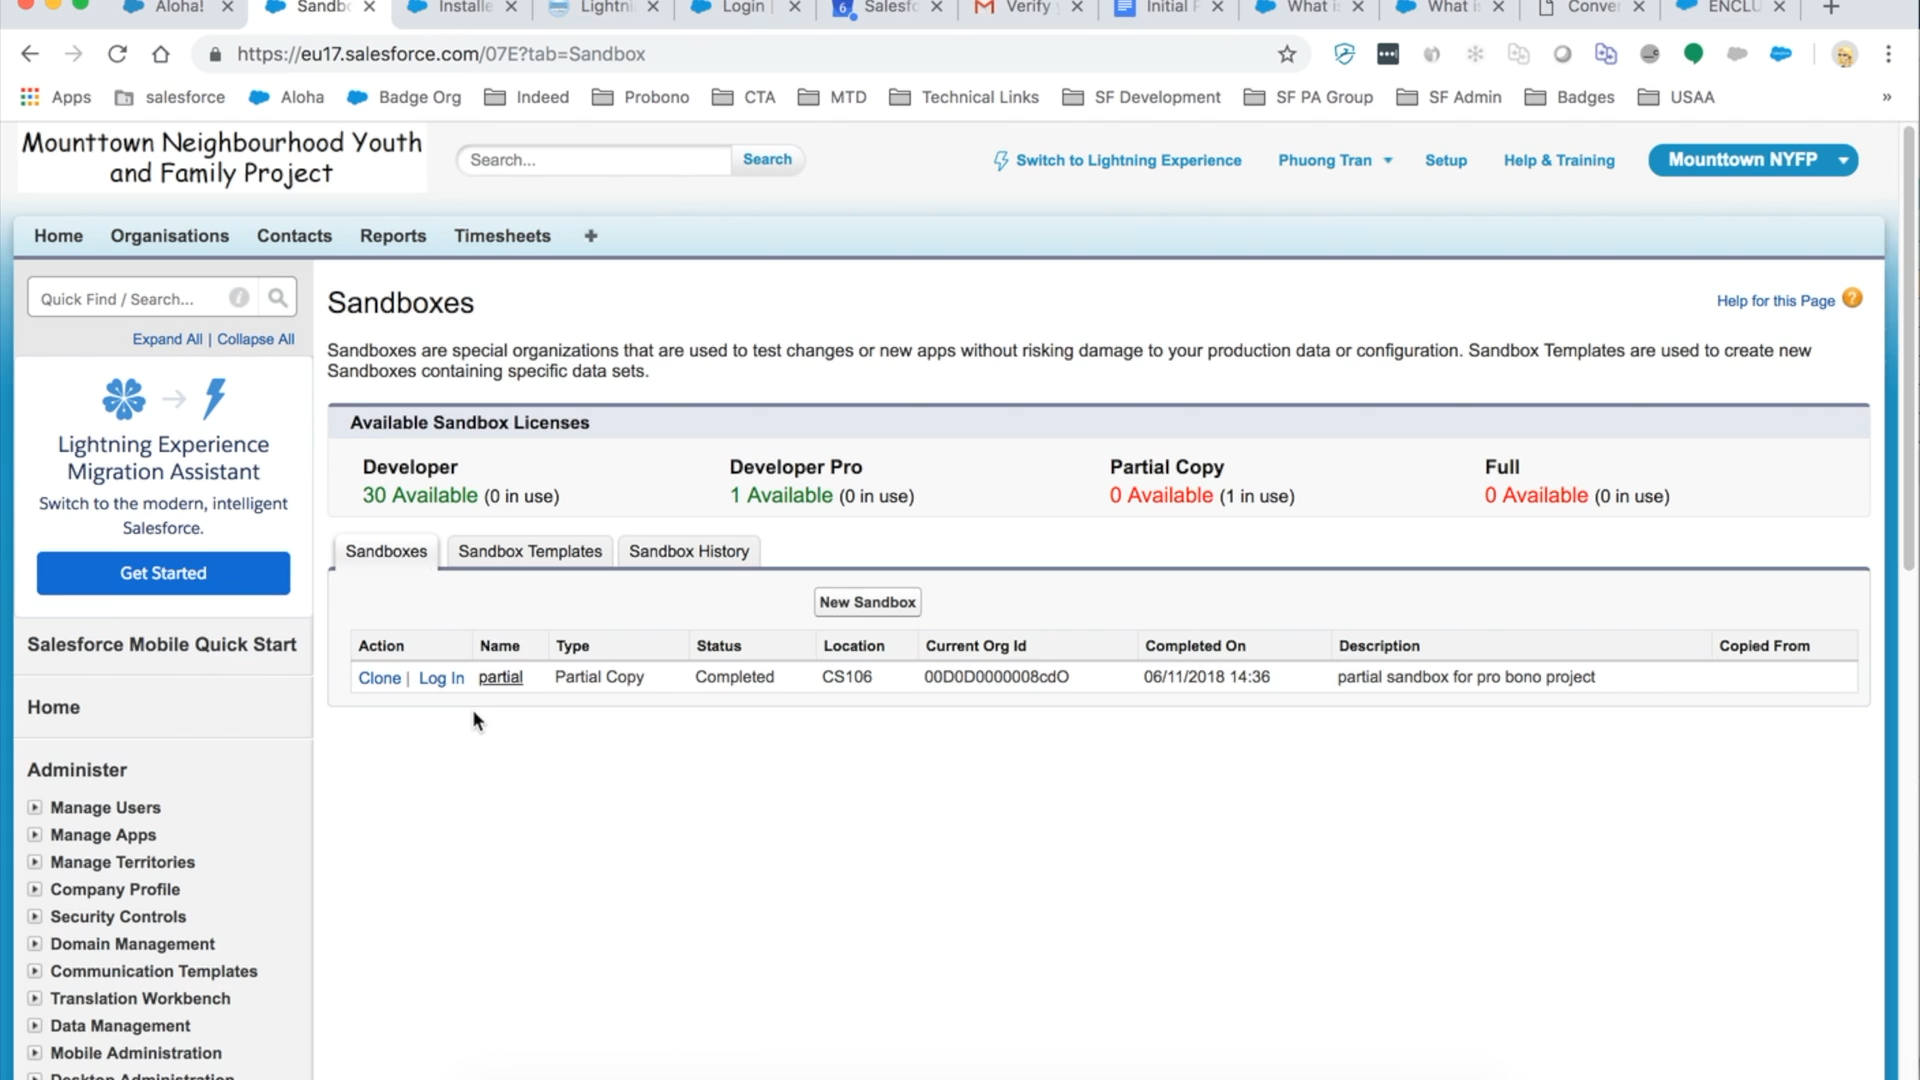 Aloha!
Sandbo
Installe
Lightni
Login |
6
Salesfo
Verify
Initial P
What is
What is
Conver
ENCLU
https://eu17.salesforce.com/07E?tab=Sandbox
Apps
salesforce
Aloha
Badge Org
Indeed
Probono
CTA
MTD
Technical Links
SF Development
SF PA Group
SF Admin
Badges
USAA
»
Mounttown Neighbourhood Youth
and Family Project
Search...
Search
Switch to Lightning Experience
Phuong Tran
Setup
Help & Training
Mounttown NYFP
Home
Organisations
Contacts
Reports
Timesheets
Quick Find / Search...
Expand All | Collapse All
Lightning Experience
Migration Assistant
Switch to the modern, intelligent
Salesforce.
Get Started
Salesforce Mobile Quick Start
Home
Administer
Manage Users
Manage Apps
Manage Territories
Company Profile
Security Controls
Domain Management
Communication Templates
Translation Workbench
Data Management
Mobile Administration
Desktop Administration
Sandboxes
Help for this Page
Sandboxes are special organizations that are used to test changes or new apps without risking damage to your production data or configuration. Sandbox Templates are used to create new
Sandboxes containing specific data sets.
Available Sandbox Licenses
Developer
30 Available (0 in use)
Developer Pro
1 Available (0 in use)
Partial Copy
0 Available (1 in use)
Full
0 Available (0 in use)
Sandboxes
Sandbox Templates
Sandbox History
New Sandbox
Action Name Type Status Location Current Org Id Completed On Description Copied From
Clone | Log In partial Partial Copy Completed CS106 00D0D0000008cdO 06/11/2018 14:36 partial sandbox for pro bono project